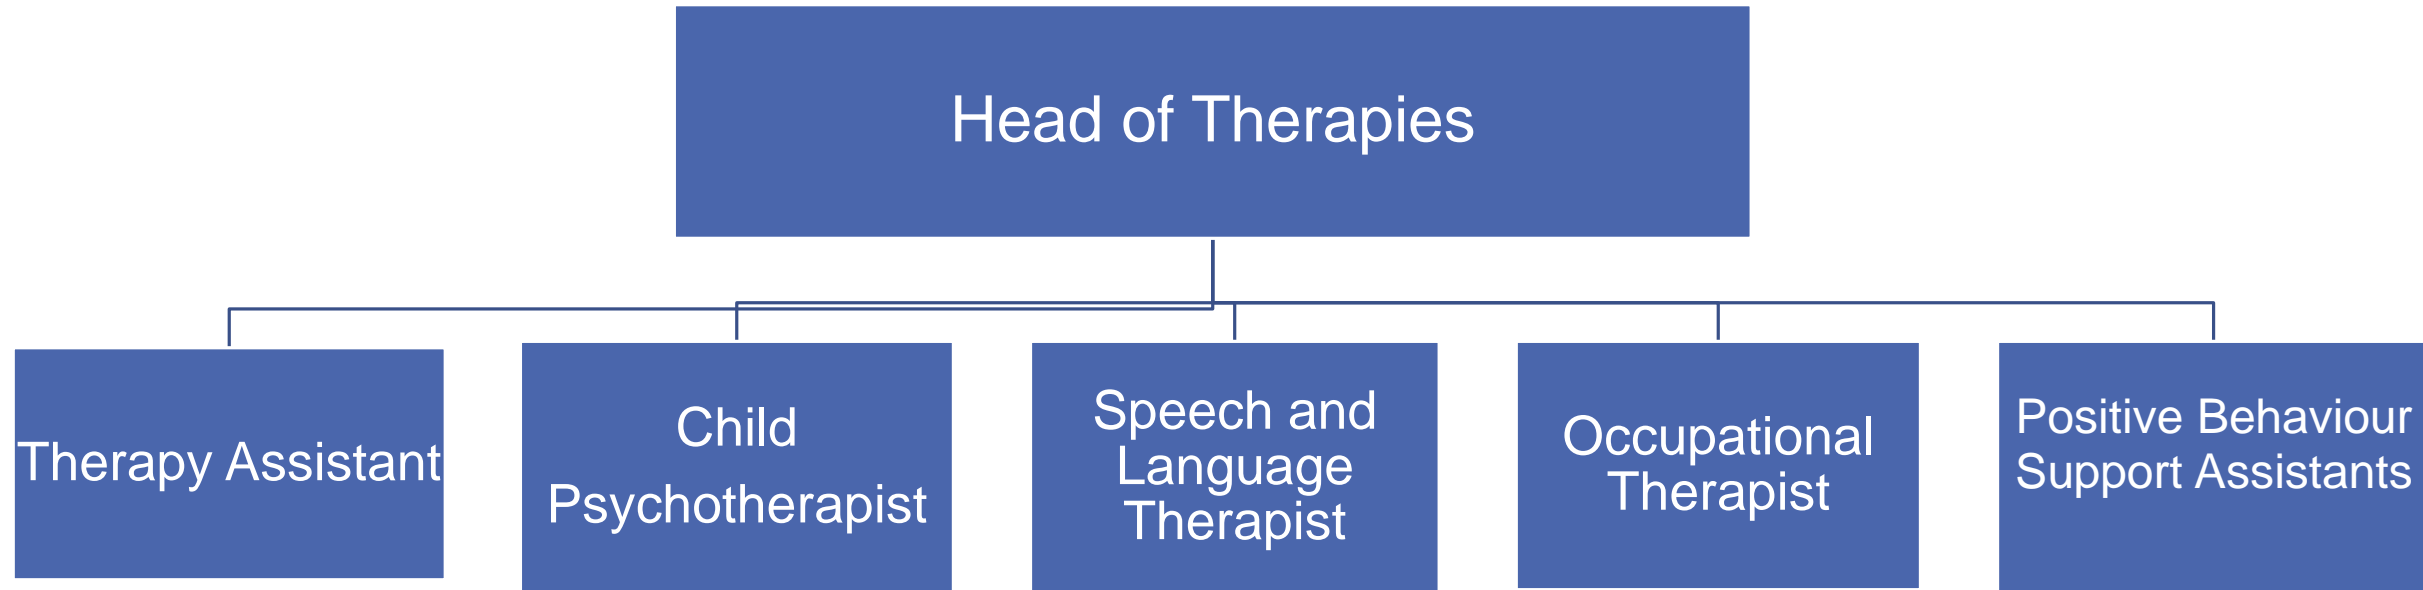 Head of Therapies
Therapy Assistant
Child
Psychotherapist
Speech and
Language
Therapist
Occupational
Therapist
Positive Behaviour
Support Assistants